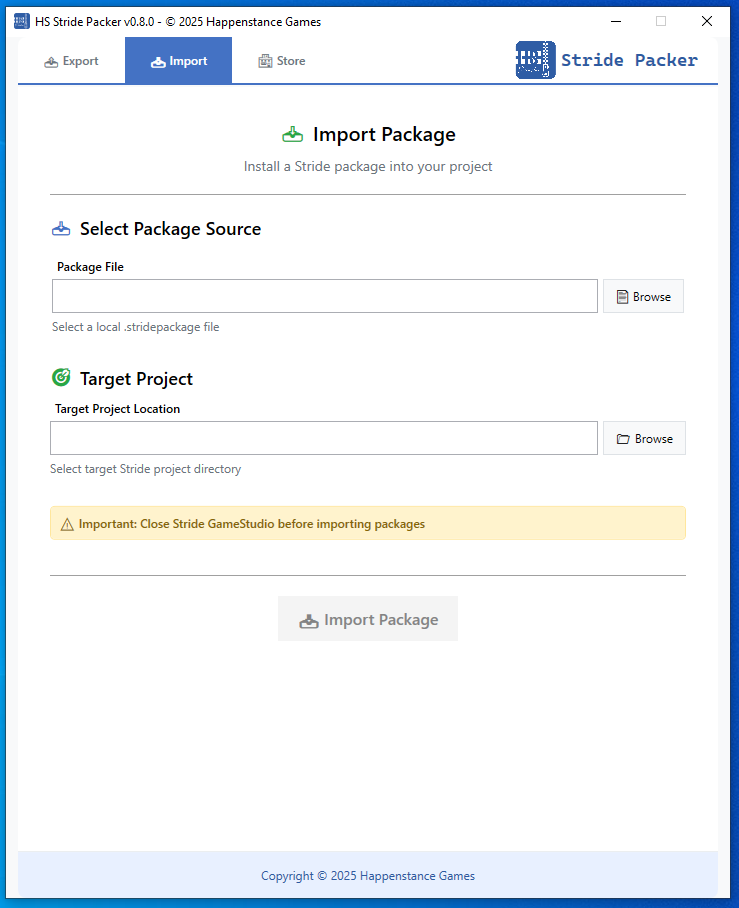 HS Stride Packer v0.8.0 - © 2025 Happenstance Games
Export
Import
Store
HS
Stride Packer
Import Package
Install a Stride package into your project
Select Package Source
Package File
Browse
Select a local .stridepackage file
Target Project
Target Project Location
Browse
Select target Stride project directory
Important: Close Stride GameStudio before importing packages
Import Package
Copyright © 2025 Happenstance Games